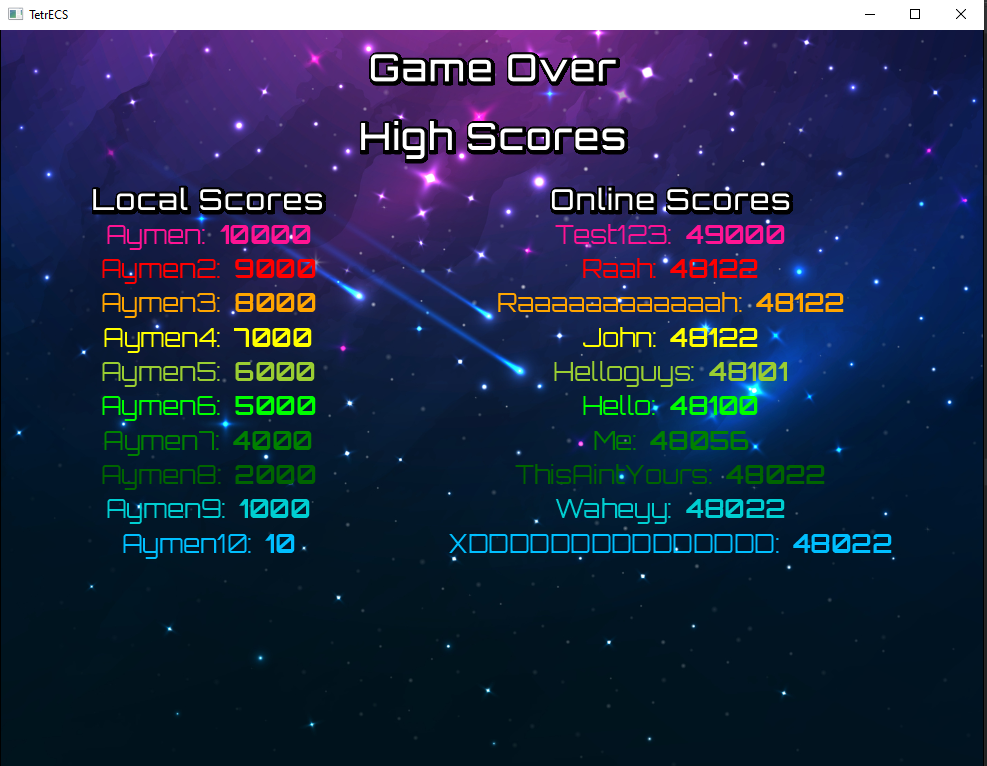 TetrECS
Game Over
High Scores
Local Scores
Aymen: 10000
Aymen2: 9000
Aymen3: 8000
Aymen4: 7000
Aymen5: 6000
Aymen6: 5000
Aymen7: 4000
Aymen8: 2000
Aymen9: 1000
Aymen10: 10
Online Scores
Test123: 49000
Raah: 48122
Raaaaaaaaaaaah: 48122
John: 48122
Helloguys: 48101
Hello: 48100
Me: 48056
ThisAintYours: 48022
Waheyy: 48022
XDDDDDDDDDDDDDDD: 48022